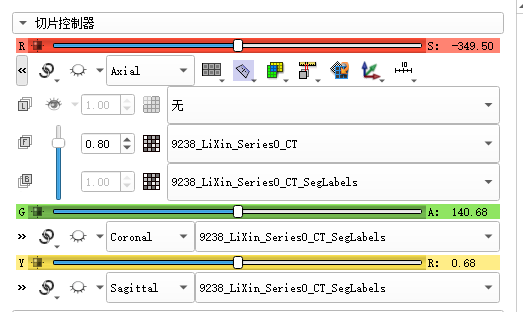 切片控制器
R S: -349.50
Axial
L 1.00 无
F 0.80 9238_LiXin_Series0_CT
B 1.00 9238_LiXin_Series0_CT_SegLabels
G A: 140.68
Coronal 9238_LiXin_Series0_CT_SegLabels
Y R: 0.68
Sagittal 9238_LiXin_Series0_CT_SegLabels